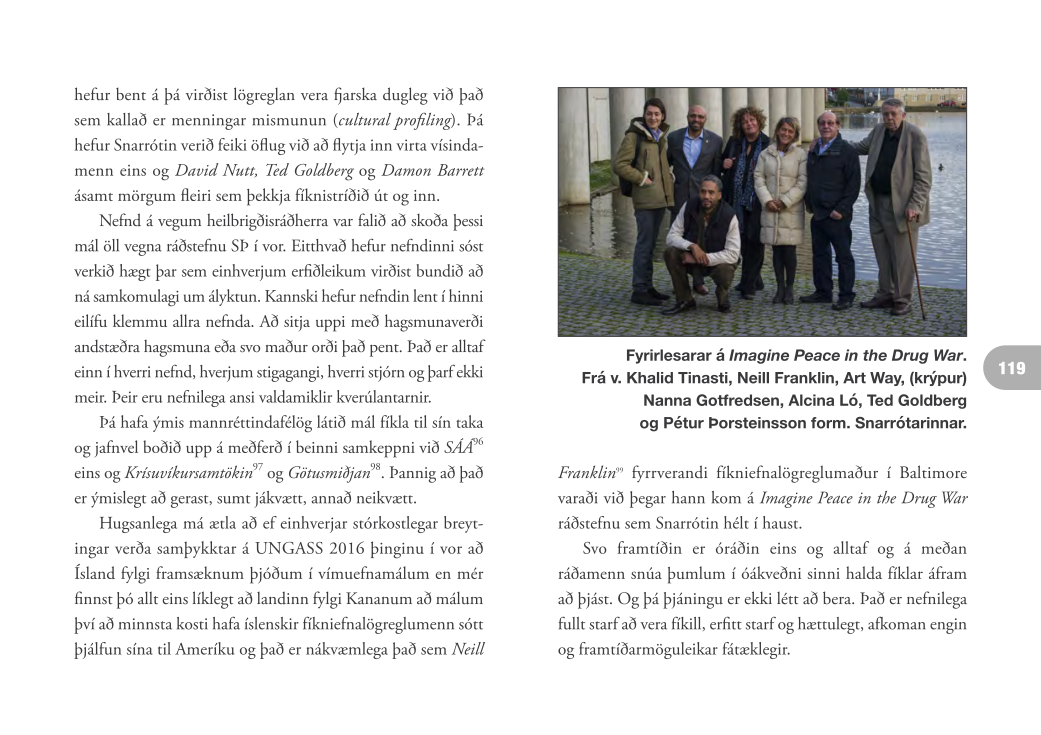 hefur bent á þá virðist lögreglan vera fjarska dugleg við það
sem kallað er menningar mismunun (cultural profiling). Þá
hefur Snarrótin verið feiki öflug við að flytja inn virta vísinda-
menn eins og David Nutt, Ted Goldberg og Damon Barrett
ásamt mörgum fleiri sem þekkja fíknistríðið út og inn.
Nefnd á vegum heilbrigðisráðherra var falið að skoða þessi
mál öll vegna ráðstefnu SÞ í vor. Eitthvað hefur nefndinni sóst
verkið hægt þar sem einhverjum erfiðleikum virðist bundið að
ná samkomulagi um ályktun. Kannski hefur nefndin lent í hinni
eilífu klemmu allra nefnda. Að sitja uppi með hagsmunaverði
andstæðra hagsmuna eða svo maður orði það pent. Það er alltaf
einn í hverri nefnd, hverjum stigagangi, hverri stjórn og þarf ekki
meir. Þeir eru nefnilega ansi valdamiklir kverúlantarnir.
Þá hafa ýmis mannréttindafélög látið mál fíkla til sín taka
og jafnvel boðið upp á meðferð í beinni samkeppni við SÁÁ96
eins og Krísuvíkursamtökin97 og Götusmiðjan98. Þannig að það
er ýmislegt að gerast, sumt jákvætt, annað neikvætt.
Hugsanlega má ætla að ef einhverjar stórkostlegar breyt-
ingar verða samþykktar á UNGASS 2016 þinginu í vor að
Ísland fylgi framsæknum þjóðum í vímuefnamálum en mér
finnst þó allt eins líklegt að landinn fylgi Kananum að málum
því að minnsta kosti hafa íslenskir fíkniefnalögreglumenn sótt
þjálfun sína til Ameríku og það er nákvæmlega það sem Neill
Fyrirlesarar á Imagine Peace in the Drug War.
Frá v. Khalid Tinasti, Neill Franklin, Art Way, (krýpur)
Nanna Gotfredsen, Alcina Ló, Ted Goldberg
og Pétur Þorsteinsson form. Snarrótarinnar.
119
Franklin99 fyrrverandi fíkniefnalögreglumaður í Baltimore
varaði við þegar hann kom á Imagine Peace in the Drug War
ráðstefnu sem Snarrótin hélt í haust.
Svo framtíðin er óráðin eins og alltaf og á meðan
ráðamenn snúa þumlum í óákveðni sinni halda fíklar áfram
að þjást. Og þá þjáningu er ekki létt að bera. Það er nefnilega
fullt starf að vera fíkill, erfitt starf og hættulegt, afkoman engin
og framtíðarmöguleikar fátæklegir.